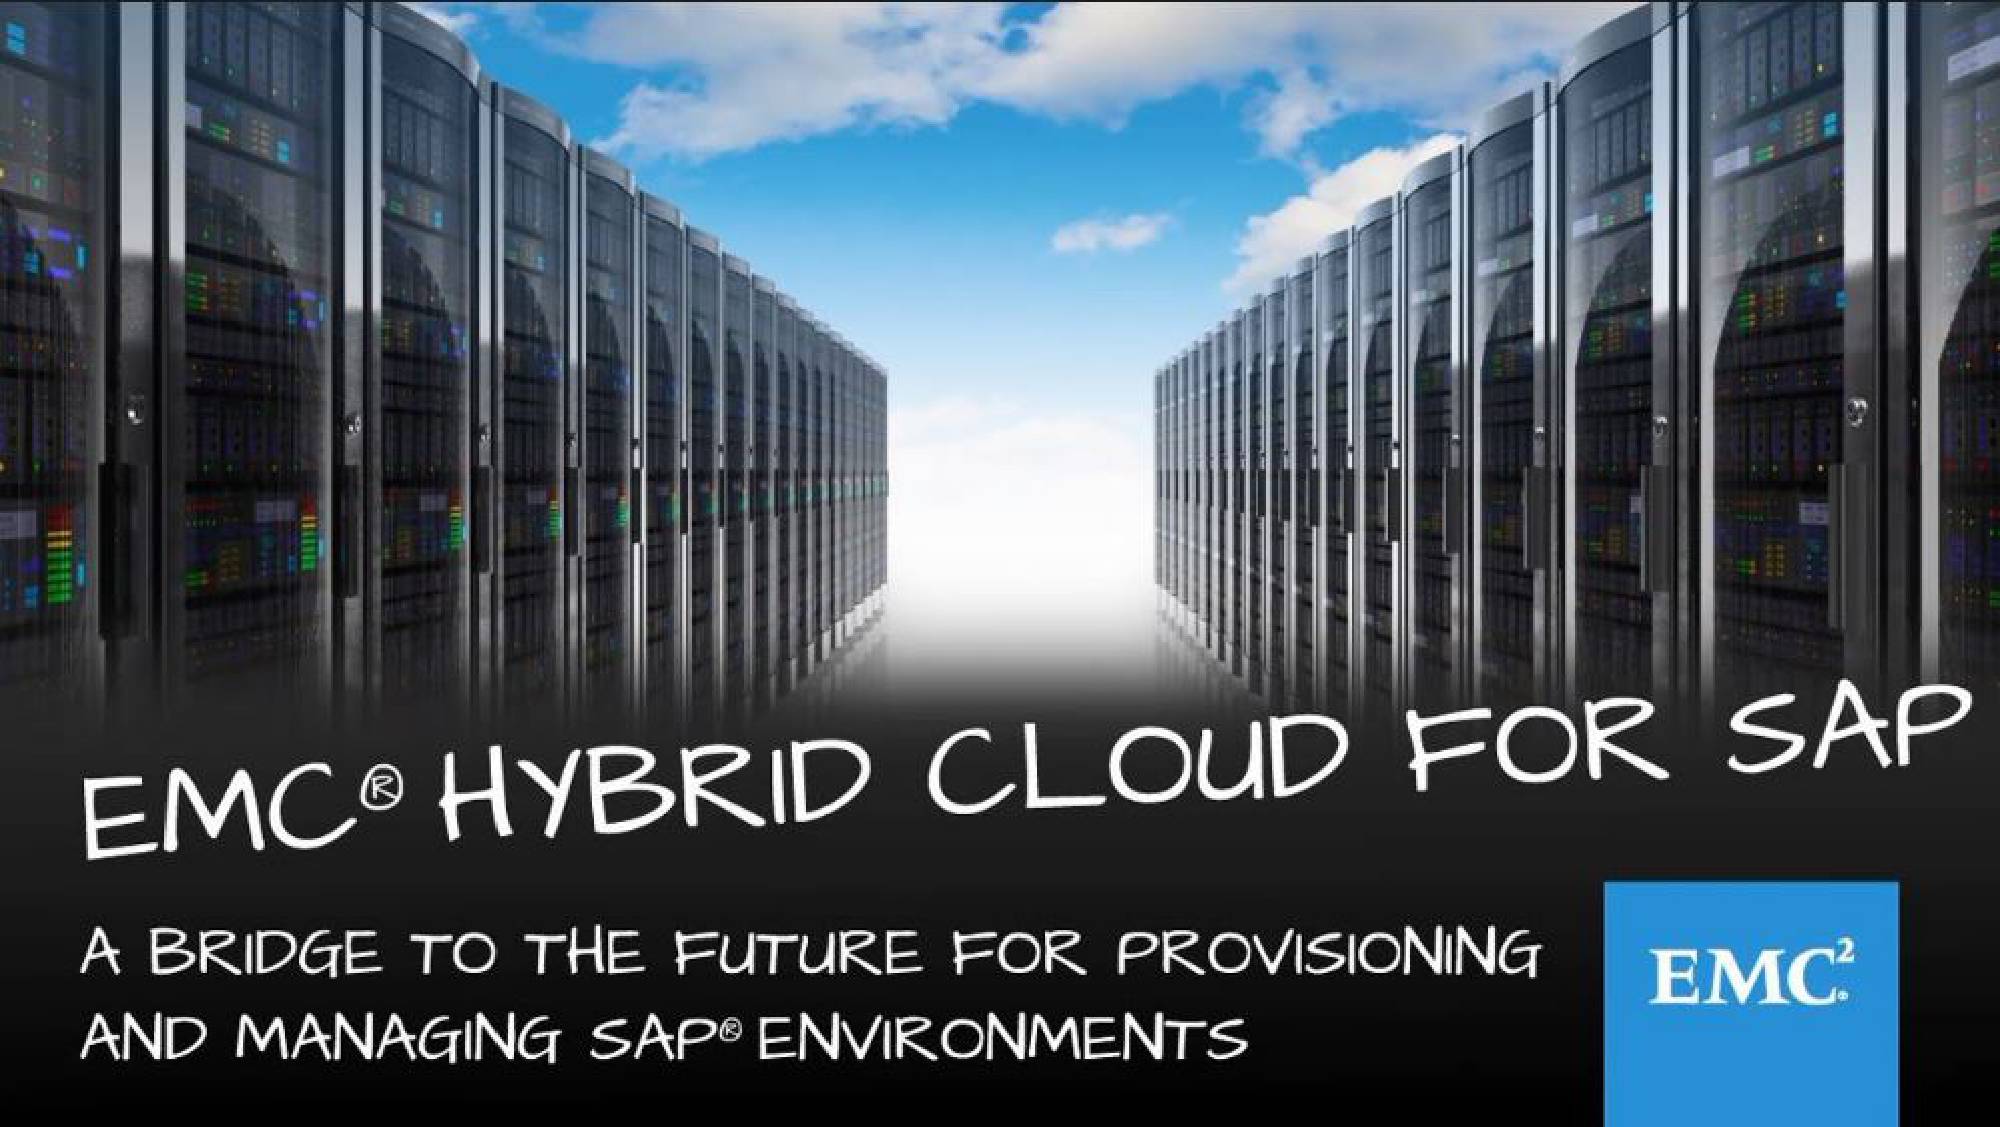 EMC® HYBRID CLOUD FOR SAP
A BRIDGE TO THE FUTURE FOR PROVISIONING
AND MANAGING SAP® ENVIRONMENTS
EMC²®